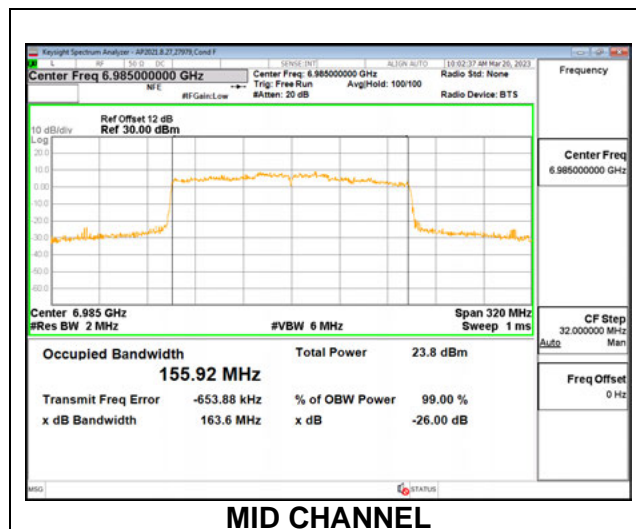 Keysight Spectrum Analyzer - AP2021.8.27,27979,Cond F
L RF 50 Ω DC SENSE:INT ALIGN AUTO 10:02:37 AM Mar 20, 2023
Center Freq 6.985000000 GHz Center Freq: 6.985000000 GHz Radio Std: None Frequency
NFE Trig: Free Run Avg|Hold: 100/100
#IFGain:Low #Atten: 20 dB Radio Device: BTS
Ref Offset 12 dB
10 dB/div Ref 30.00 dBm
Log
20.0
10.0
0.00
-10.0
-20.0
-30.0
-40.0
-50.0
-60.0
Center 6.985 GHz Span 320 MHz
#Res BW 2 MHz #VBW 6 MHz Sweep 1 ms
Center Freq
6.985000000 GHz
CF Step
32.000000 MHz
Auto Man
Freq Offset
0 Hz
Occupied Bandwidth Total Power 23.8 dBm
155.92 MHz
Transmit Freq Error -653.88 kHz % of OBW Power 99.00 %
x dB Bandwidth 163.6 MHz x dB -26.00 dB
MSG STATUS
MID CHANNEL